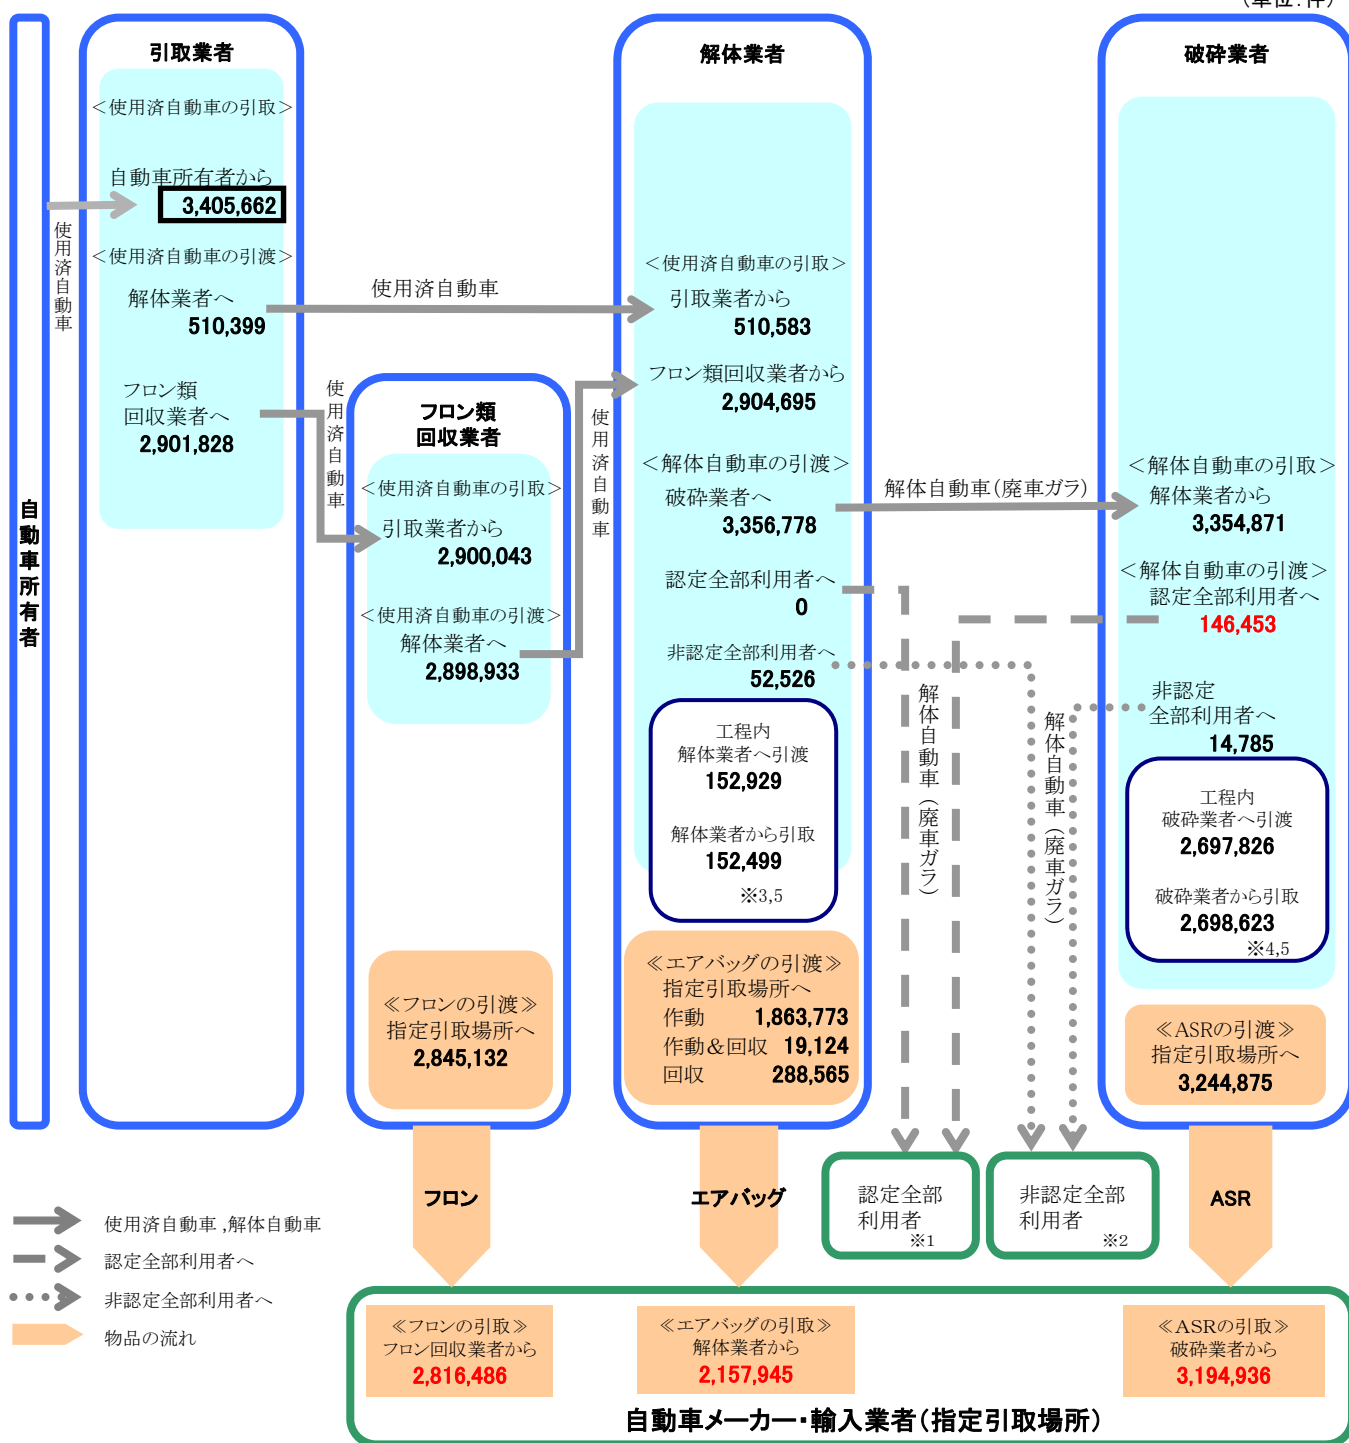 (単位:件)
自動車所有者
使用済自動車
引取業者
<使用済自動車の引取>
自動車所有者から
3,405,662
<使用済自動車の引渡>
解体業者へ
510,399
フロン類
回収業者へ
2,901,828
使用済自動車
使用済自動車
フロン類
回収業者
<使用済自動車の引取>
引取業者から
2,900,043
<使用済自動車の引渡>
解体業者へ
2,898,933
≪フロンの引渡≫
指定引取場所へ
2,845,132
使用済自動車
解体業者
<使用済自動車の引取>
引取業者から
510,583
フロン類回収業者から
2,904,695
<解体自動車の引渡>
破砕業者へ
3,356,778
認定全部利用者へ
0
非認定全部利用者へ
52,526
工程内
解体業者へ引渡
152,929
解体業者から引取
152,499
※3,5
≪エアバッグの引渡≫
指定引取場所へ
作動 1,863,773
作動&回収 19,124
回収 288,565
解体自動車(廃車ガラ)
解体自動車(廃車ガラ)
解体自動車(廃車ガラ)
破砕業者
<解体自動車の引取>
解体業者から
3,354,871
<解体自動車の引渡>
認定全部利用者へ
146,453
非認定
全部利用者へ
14,785
工程内
破砕業者へ引渡
2,697,826
破砕業者から引取
2,698,623
※4,5
≪ASRの引渡≫
指定引取場所へ
3,244,875
フロン
エアバッグ
認定全部
利用者
※1
非認定全部
利用者
※2
ASR
使用済自動車,解体自動車
認定全部利用者へ
非認定全部利用者へ
物品の流れ
≪フロンの引取≫
フロン回収業者から
2,816,486
≪エアバッグの引取≫
解体業者から
2,157,945
≪ASRの引取≫
破砕業者から
3,194,936
自動車メーカー・輸入業者(指定引取場所)